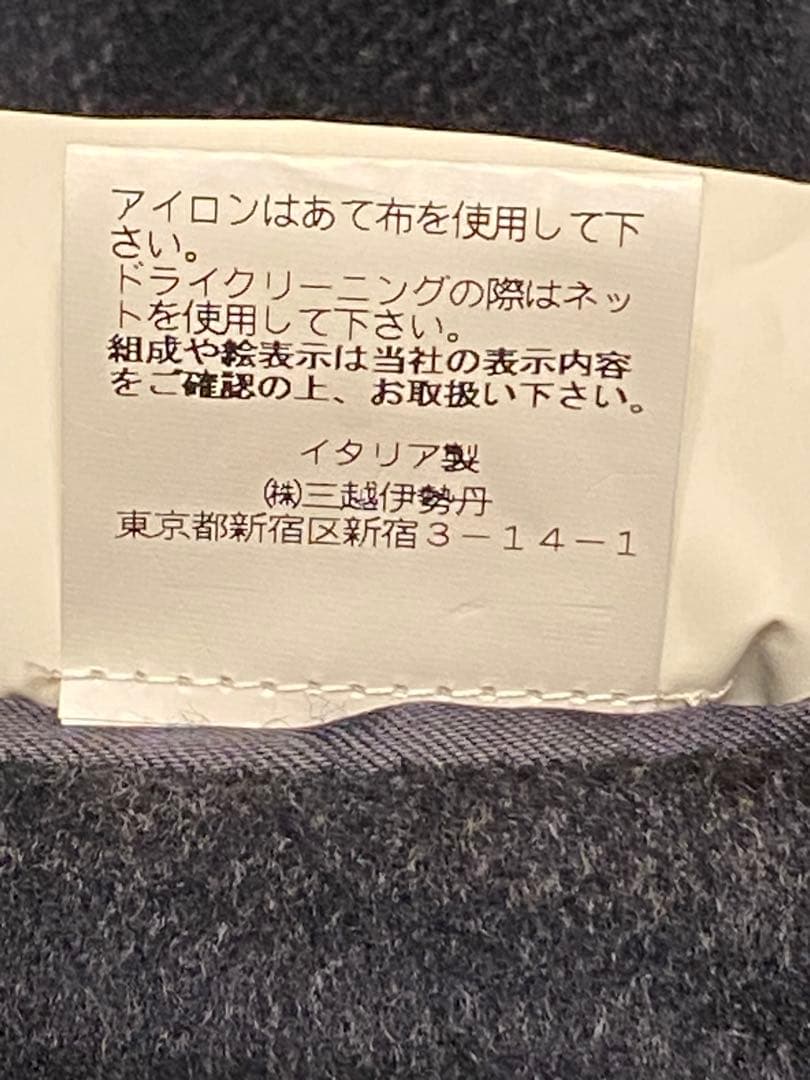 アイロンはあて布を使用して下
さい。
ドライクリーニングの際はネッ
トを使用して下さい。
組成や絵表示は当社の表示内容
をご確認の上、お取扱い下さい。
イタリア製
㈱三越伊勢丹
東京都新宿区新宿３－１４－１